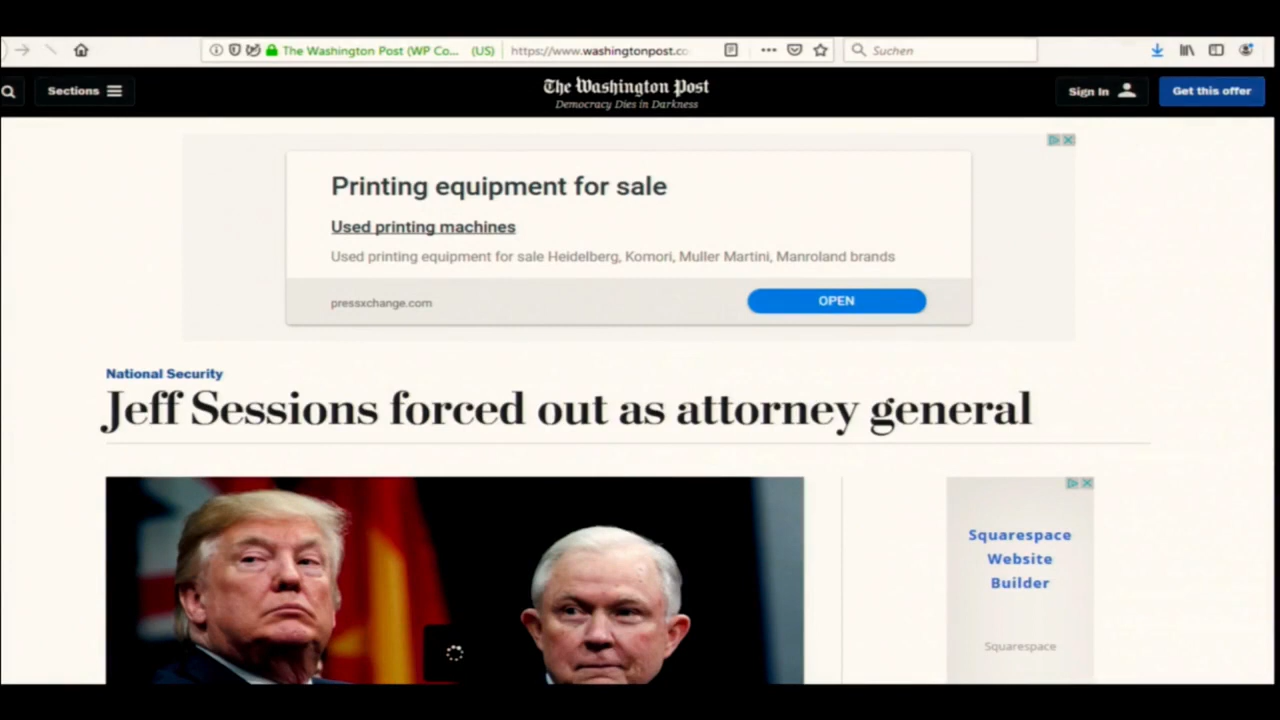 The Washington Post (WP Co... (US) https://www.washingtonpost.co ••• Suchen
Sections
The Washington Post
Democracy Dies in Darkness
Sign In
Get this offer
Printing equipment for sale
Used printing machines
Used printing equipment for sale Heidelberg, Komori, Muller Martini, Manroland brands
pressxchange.com
OPEN
National Security
Jeff Sessions forced out as attorney general
Squarespace
Website
Builder
Squarespace